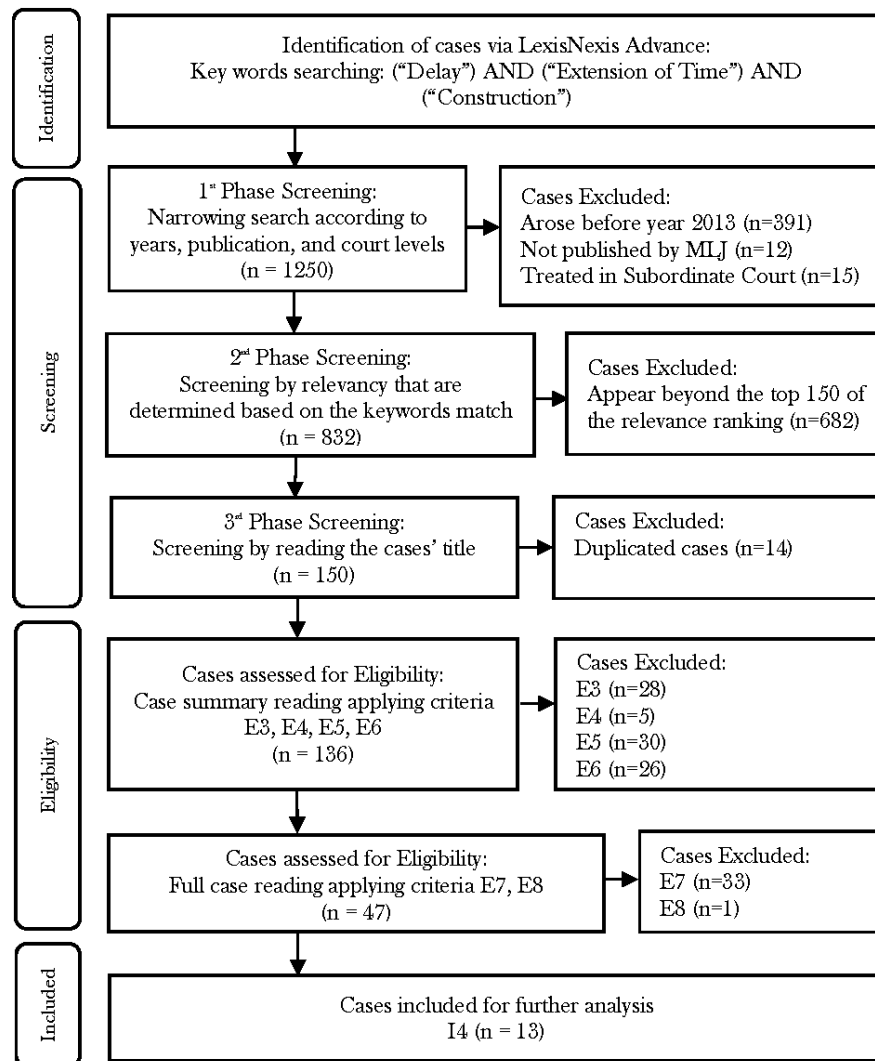 Identification
Identification of cases via LexisNexis Advance:
Key words searching: (“Delay”) AND (“Extension of Time”) AND
(“Construction”)
Screening
1st Phase Screening:
Narrowing search according to
years, publication, and court levels
(n = 1250)
Cases Excluded:
Arose before year 2013 (n=391)
Not published by MLJ (n=12)
Treated in Subordinate Court (n=15)
2nd Phase Screening:
Screening by relevancy that are
determined based on the keywords match
(n = 832)
Cases Excluded:
Appear beyond the top 150 of
the relevance ranking (n=682)
3rd Phase Screening:
Screening by reading the cases’ title
(n = 150)
Cases Excluded:
Duplicated cases (n=14)
Eligibility
Cases assessed for Eligibility:
Case summary reading applying criteria
E3, E4, E5, E6
(n = 136)
Cases Excluded:
E3 (n=28)
E4 (n=5)
E5 (n=30)
E6 (n=26)
Cases assessed for Eligibility:
Full case reading applying criteria E7, E8
(n = 47)
Cases Excluded:
E7 (n=33)
E8 (n=1)
Included
Cases included for further analysis
I4 (n = 13)